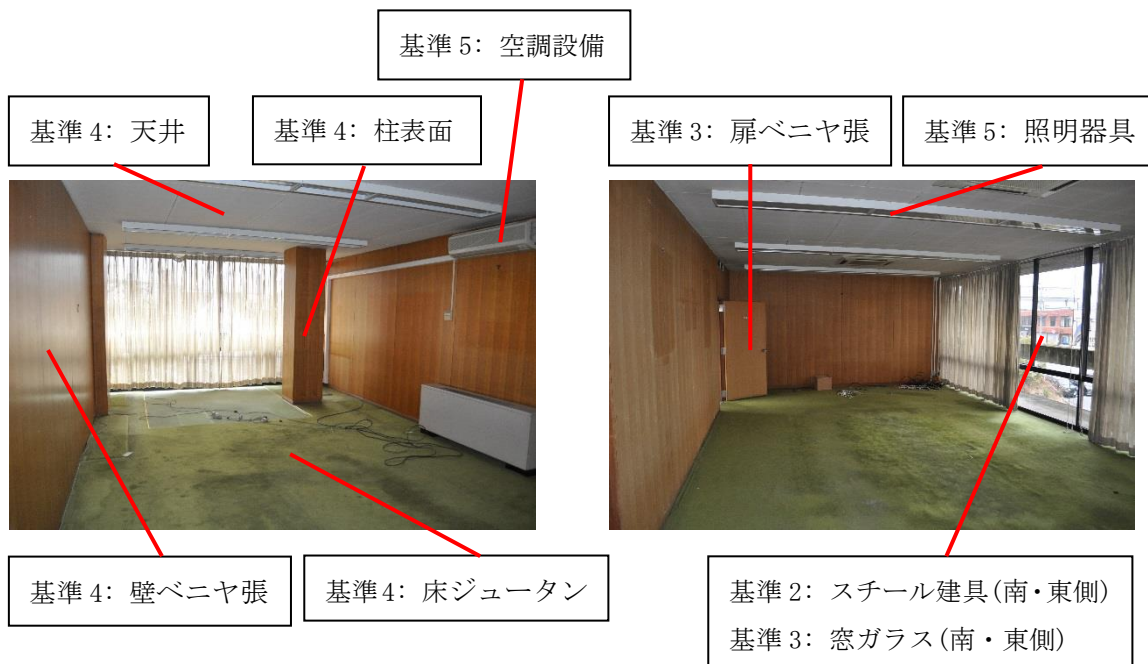 基準 5: 空調設備
基準 4: 天井
基準 4: 柱表面
基準 3: 扉ベニヤ張
基準 5: 照明器具
基準 4: 壁ベニヤ張
基準4: 床ジュータン
基準 2: スチール建具(南・東側)
基準 3: 窓ガラス(南・東側)